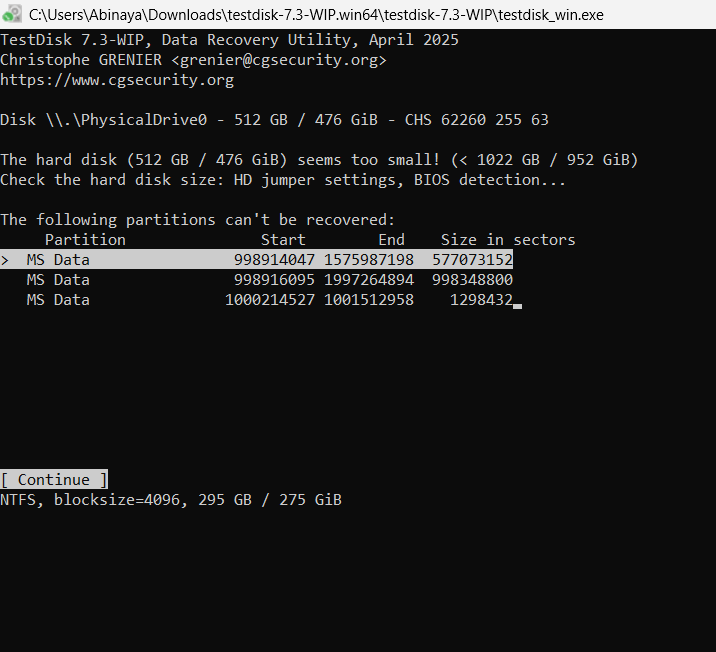 C:\Users\Abinaya\Downloads\testdisk-7.3-WIP.win64\testdisk-7.3-WIP\testdisk_win.exe
TestDisk 7.3-WIP, Data Recovery Utility, April 2025
Christophe GRENIER <grenier@cgsecurity.org>
https://www.cgsecurity.org
Disk \\.\PhysicalDrive0 - 512 GB / 476 GiB - CHS 62260 255 63
The hard disk (512 GB / 476 GiB) seems too small! (< 1022 GB / 952 GiB)
Check the hard disk size: HD jumper settings, BIOS detection...
The following partitions can't be recovered:
     Partition               Start        End    Size in sectors
>  MS Data                998914047 1575987198  577073152
   MS Data                998916095 1997264894  998348800
   MS Data               1000214527 1001512958    1298432
[ Continue ]
NTFS, blocksize=4096, 295 GB / 275 GiB